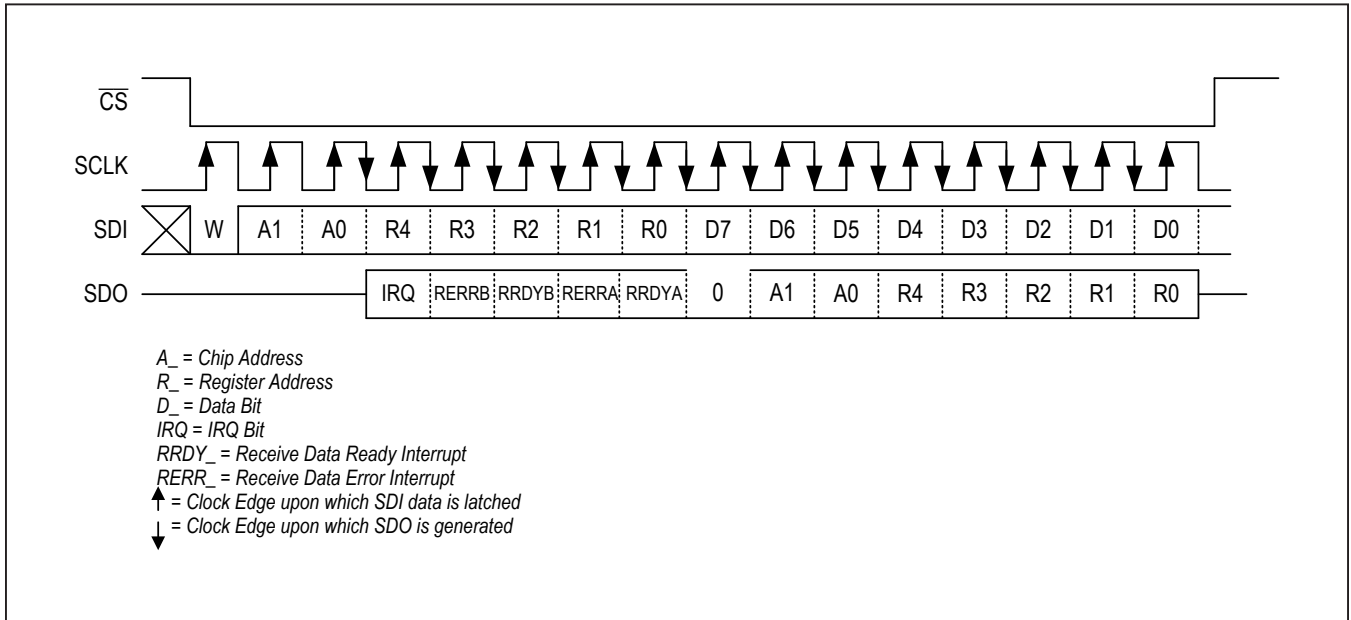 CS
SCLK
SDI W A1 A0 R4 R3 R2 R1 R0 D7 D6 D5 D4 D3 D2 D1 D0
SDO IRQ RERRB RRDYB RERRA RRDYA 0 A1 A0 R4 R3 R2 R1 R0
A_ = Chip Address
R_ = Register Address
D_ = Data Bit
IRQ = IRQ Bit
RRDY_ = Receive Data Ready Interrupt
RERR_ = Receive Data Error Interrupt
= Clock Edge upon which SDI data is latched
= Clock Edge upon which SDO is generated